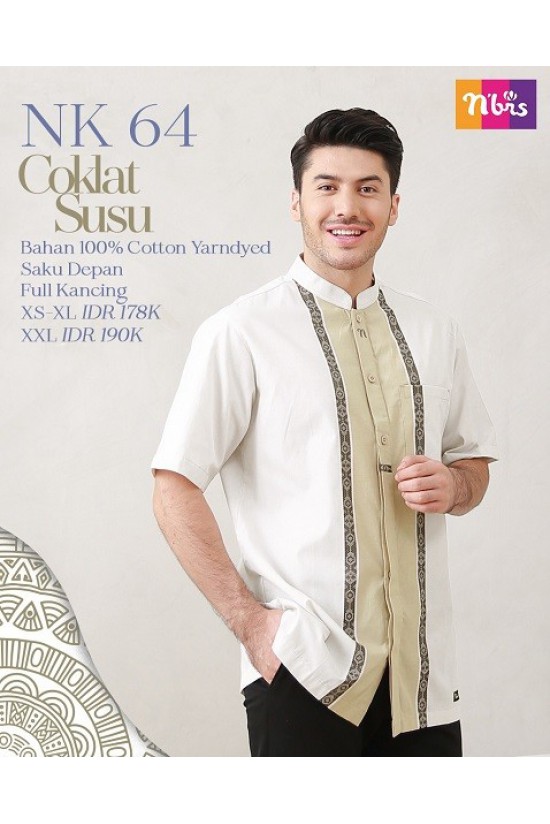 NK 64
Coklat
Susu
Bahan 100% Cotton Yarndyed
Saku Depan
Full Kancing
XS-XL IDR 178K
XXL IDR 190K
N'brs